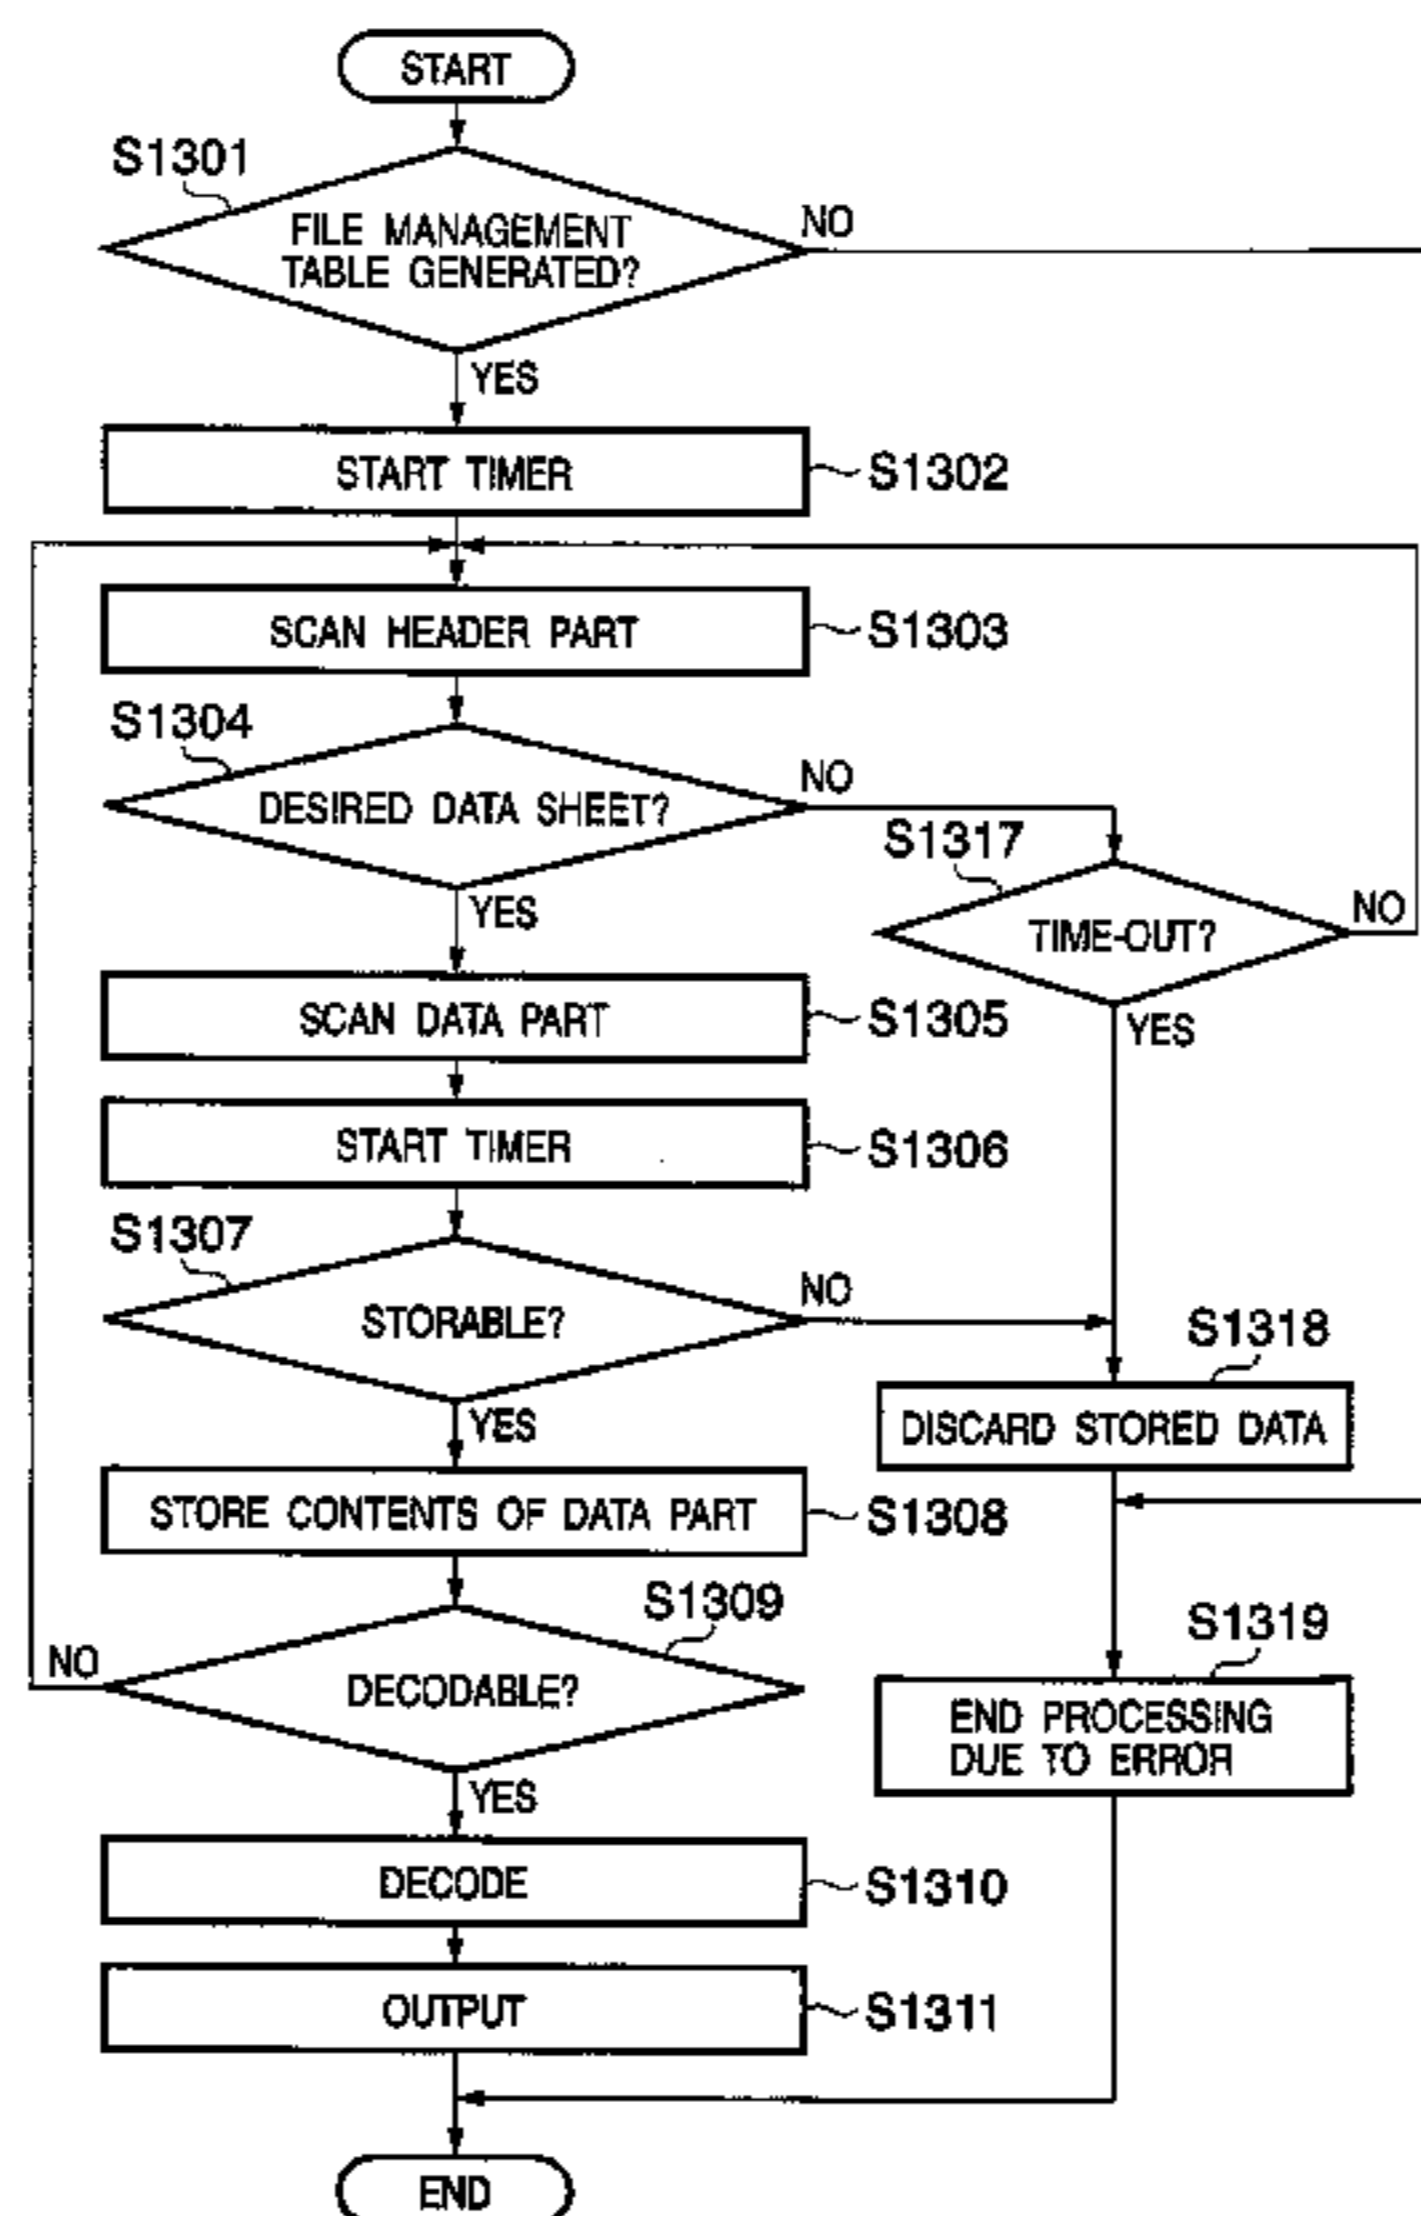 START
S1301
FILE MANAGEMENT
TABLE GENERATED?
NO
YES
START TIMER
S1302
SCAN HEADER PART
S1303
S1304
DESIRED DATA SHEET?
NO
S1317
TIME-OUT?
NO
YES
YES
SCAN DATA PART
S1305
START TIMER
S1306
S1307
STORABLE?
NO
YES
S1318
DISCARD STORED DATA
STORE CONTENTS OF DATA PART
S1308
S1309
DECODABLE?
NO
YES
S1319
END PROCESSING
DUE TO ERROR
DECODE
S1310
OUTPUT
S1311
END